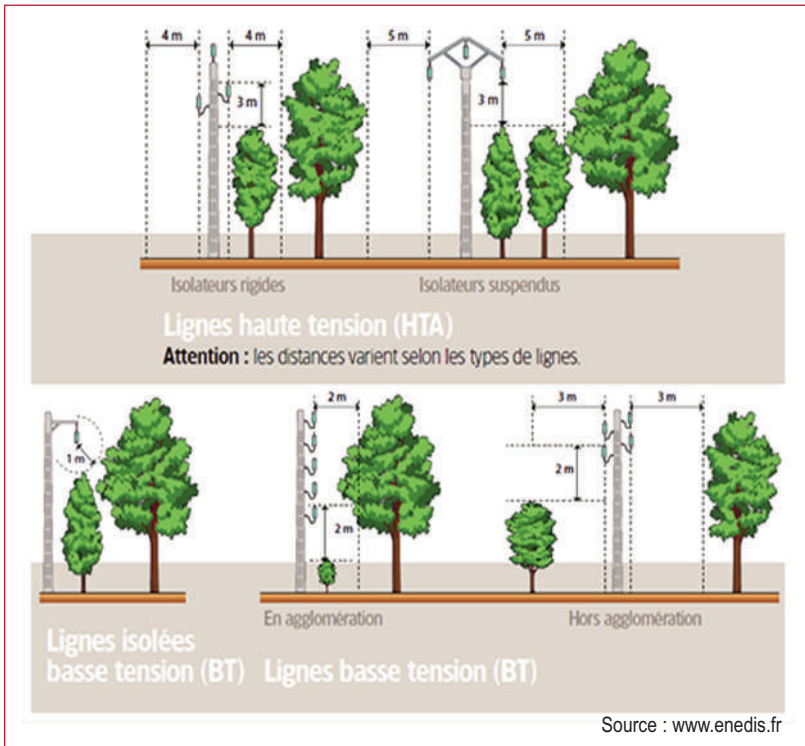 4 m 4 m 5 m 5 m
3 m 3 m
Isolateurs rigides Isolateurs suspendus
Lignes haute tension (HTA)
Attention : les distances varient selon les types de lignes.
2 m 3 m 3 m
1 m 2 m
2 m
En agglomération Hors agglomération
Lignes isolées
basse tension (BT) Lignes basse tension (BT)
Source : www.enedis.fr